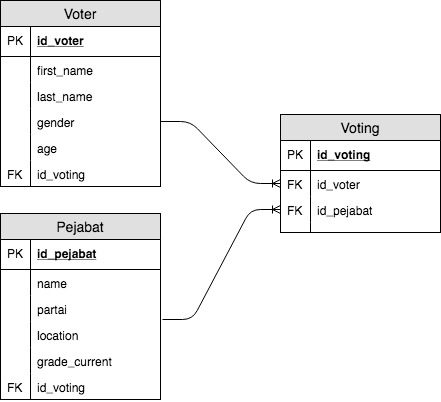 Voter
PK id_voter
first_name
last_name
gender
age
FK id_voting
Voting
PK id_voting
FK id_voter
FK id_pejabat
Pejabat
PK id_pejabat
name
partai
location
grade_current
FK id_voting